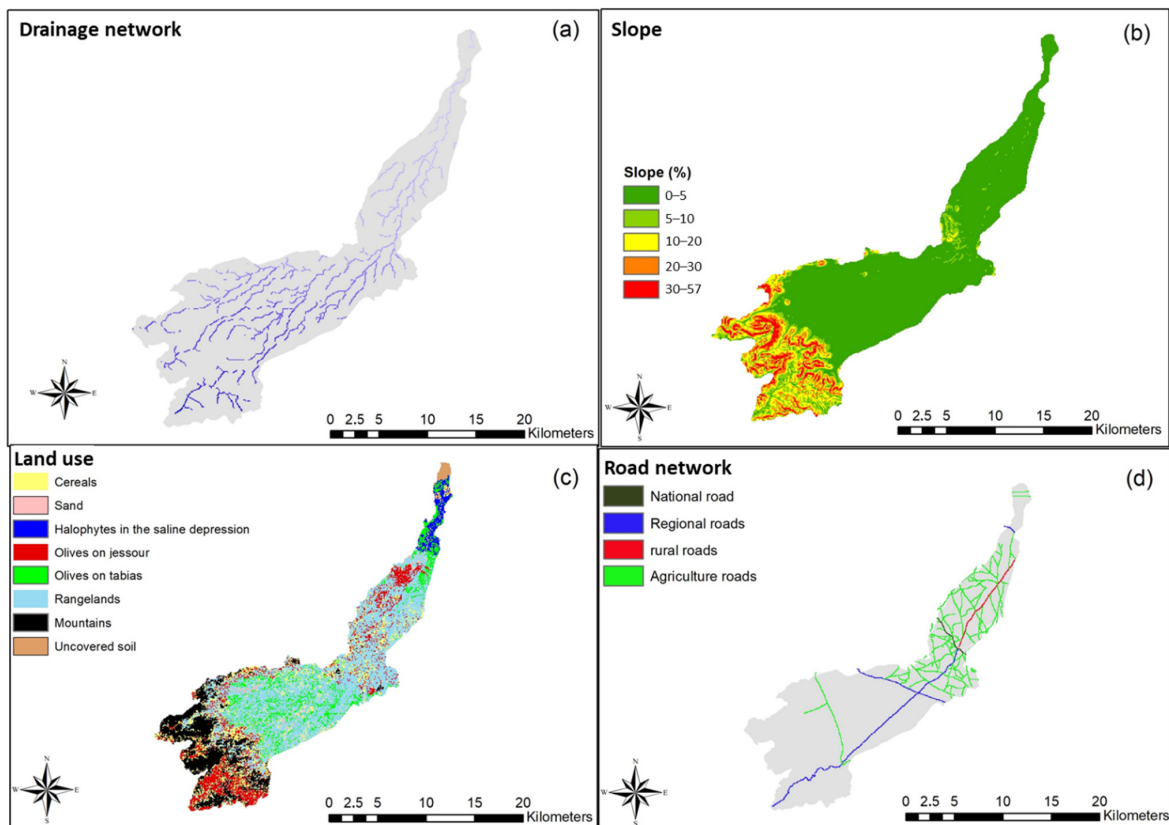 Drainage network
(a)
N
W
E
S
0 2.5 5 10 15 20
Kilometers
Slope
(b)
Slope (%)
0–5
5–10
10–20
20–30
30–57
N
W
E
S
0 2.5 5 10 15 20
Kilometers
Land use
(c)
Cereals
Sand
Halophytes in the saline depression
Olives on jessour
Olives on tabias
Rangelands
Mountains
Uncovered soil
N
W
E
S
0 2.5 5 10 15 20
Kilometers
Road network
(d)
National road
Regional roads
rural roads
Agriculture roads
N
W
E
S
0 2.5 5 10 15 20
Kilometers